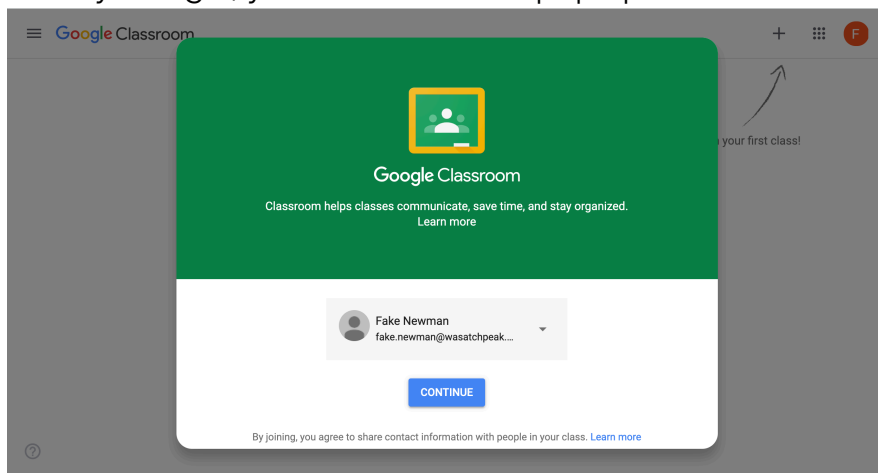 Google Classroom
F
your first class!
Google Classroom
Classroom helps classes communicate, save time, and stay organized.
Learn more
Fake Newman
fake.newman@wasatchpeak....
CONTINUE
By joining, you agree to share contact information with people in your class. Learn more